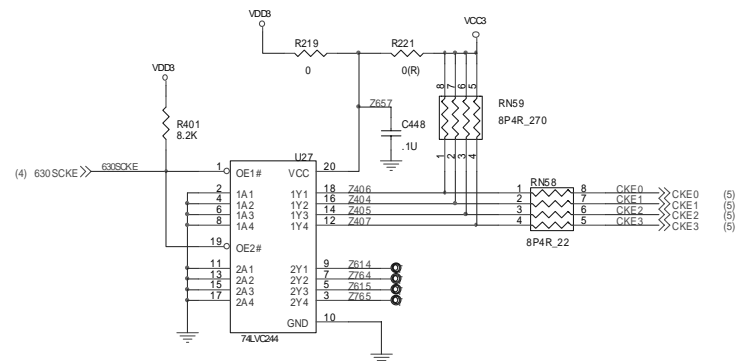 VDD3
VCC3
R219
0
R221
0(R)
VDD3
R401
8.2K
Z657
C448
.1U
8 7 6 5
RN59
8P4R_270
1 2 3 4
(4) 630SCKE
630SCKE
U27
1 OE1# VCC 20
2 1A1 1Y1 18 Z406
4 1A2 1Y2 16 Z404
6 1A3 1Y3 14 Z405
8 1A4 1Y4 12 Z407
19 OE2#
11 2A1 2Y1 9 Z614
13 2A2 2Y2 7 Z764
15 2A3 2Y3 5 Z615
17 2A4 2Y4 3 Z765
GND 10
74LVC244
RN58
1 8 CKE0 CKE0 (5)
2 7 CKE1 CKE1 (5)
3 6 CKE2 CKE2 (5)
4 5 CKE3 CKE3 (5)
8P4R_22